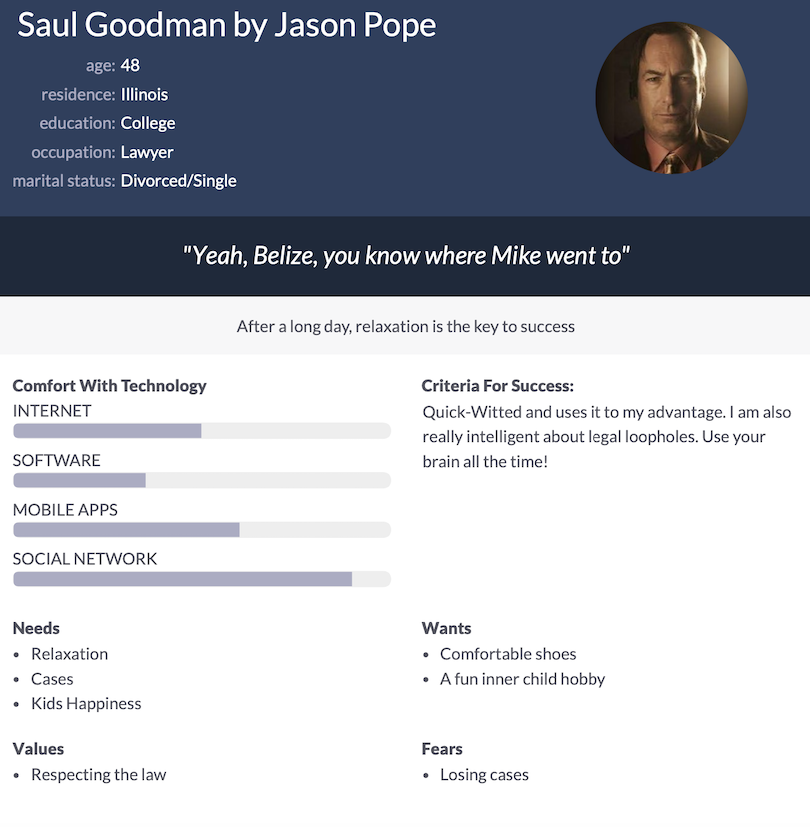 Saul Goodman by Jason Pope
age: 48
residence: Illinois
education: College
occupation: Lawyer
marital status: Divorced/Single
"Yeah, Belize, you know where Mike went to"
After a long day, relaxation is the key to success
Comfort With Technology
INTERNET
SOFTWARE
MOBILE APPS
SOCIAL NETWORK
Criteria For Success:
Quick-Witted and uses it to my advantage. I am also
really intelligent about legal loopholes. Use your
brain all the time!
Needs
• Relaxation
• Cases
• Kids Happiness
Wants
• Comfortable shoes
• A fun inner child hobby
Values
• Respecting the law
Fears
• Losing cases